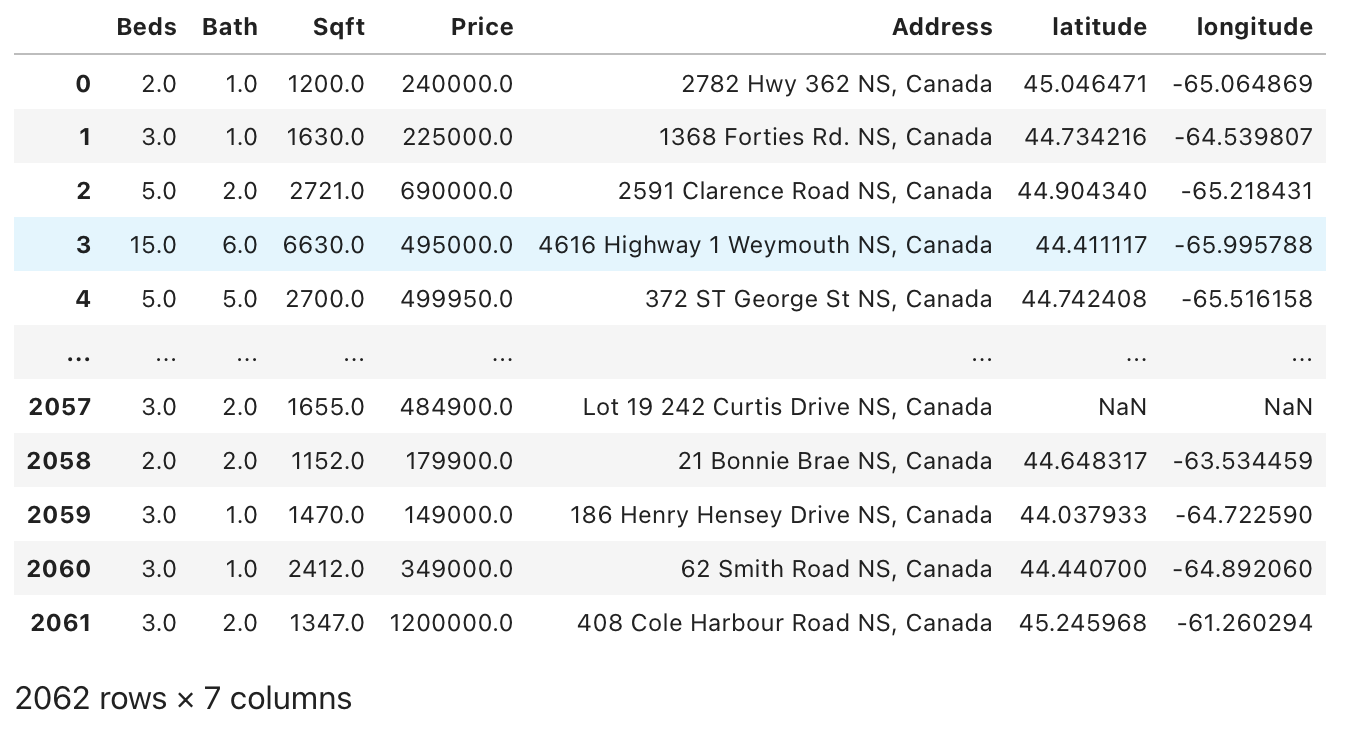 Beds Bath Sqft Price Address latitude longitude
0 2.0 1.0 1200.0 240000.0 2782 Hwy 362 NS, Canada 45.046471 -65.064869
1 3.0 1.0 1630.0 225000.0 1368 Forties Rd. NS, Canada 44.734216 -64.539807
2 5.0 2.0 2721.0 690000.0 2591 Clarence Road NS, Canada 44.904340 -65.218431
3 15.0 6.0 6630.0 495000.0 4616 Highway 1 Weymouth NS, Canada 44.411117 -65.995788
4 5.0 5.0 2700.0 499950.0 372 ST George St NS, Canada 44.742408 -65.516158
... ... ... ... ... ... ... ...
2057 3.0 2.0 1655.0 484900.0 Lot 19 242 Curtis Drive NS, Canada NaN NaN
2058 2.0 2.0 1152.0 179900.0 21 Bonnie Brae NS, Canada 44.648317 -63.534459
2059 3.0 1.0 1470.0 149000.0 186 Henry Hensey Drive NS, Canada 44.037933 -64.722590
2060 3.0 1.0 2412.0 349000.0 62 Smith Road NS, Canada 44.440700 -64.892060
2061 3.0 2.0 1347.0 1200000.0 408 Cole Harbour Road NS, Canada 45.245968 -61.260294
2062 rows × 7 columns